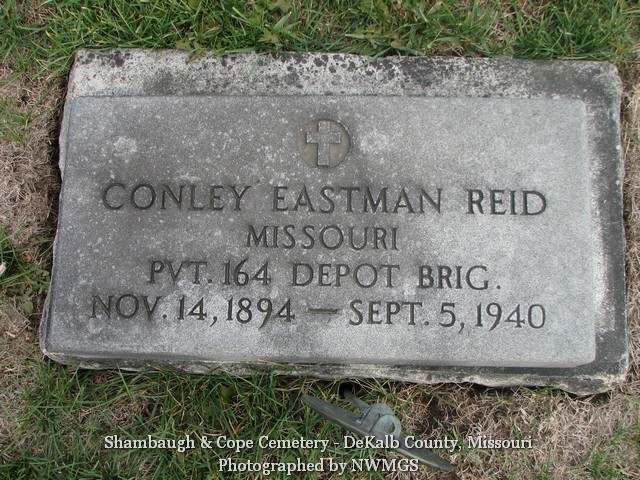 CONLEY EASTMAN REID
MISSOURI
PVT. 164 DEPOT BRIG.
NOV. 14, 1894 — SEPT. 5, 1940
Shambaugh & Cope Cemetery - DeKalb County, Missouri
Photographed by NWMGS